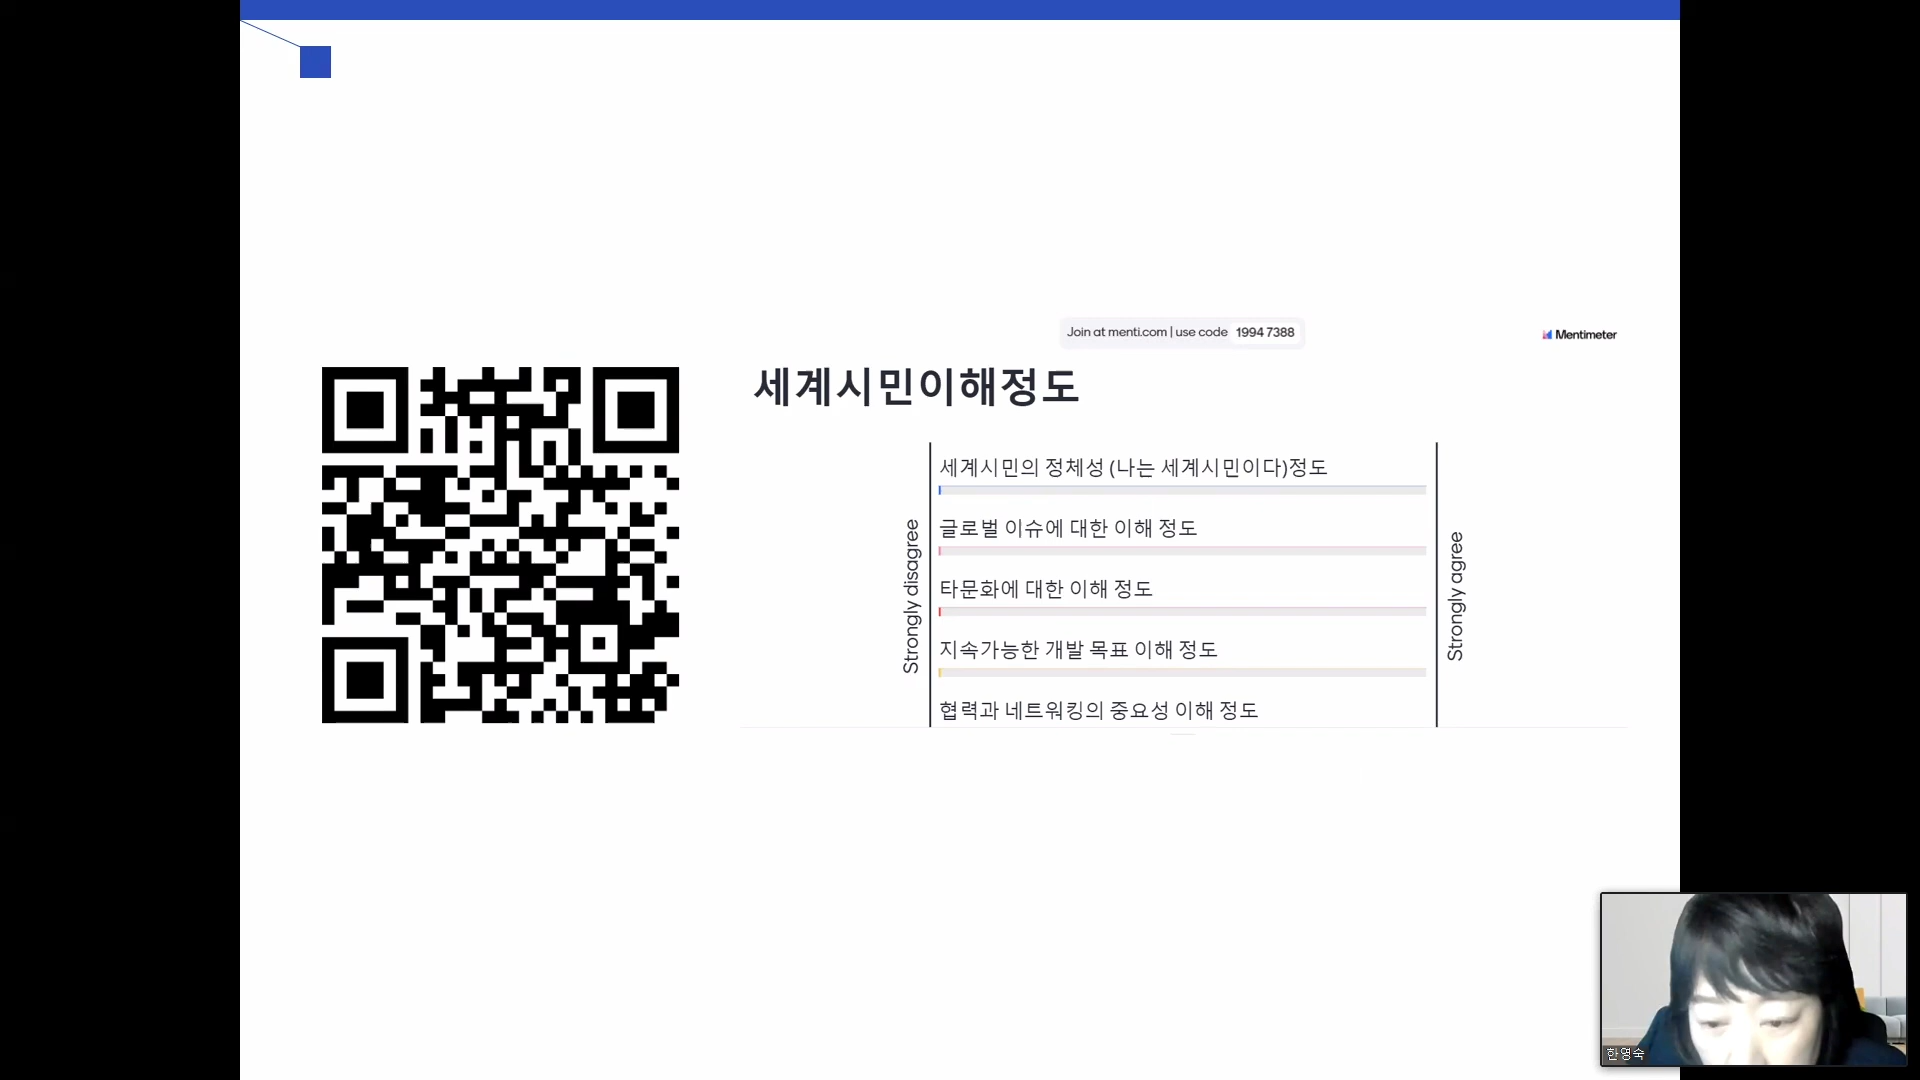 Join at menti.com | use code 1994 7388
Mentimeter
세계시민이해정도
Strongly disagree
세계시민의 정체성 (나는 세계시민이다)정도
글로벌 이슈에 대한 이해 정도
타문화에 대한 이해 정도
지속가능한 개발 목표 이해 정도
협력과 네트워킹의 중요성 이해 정도
Strongly agree
한영숙